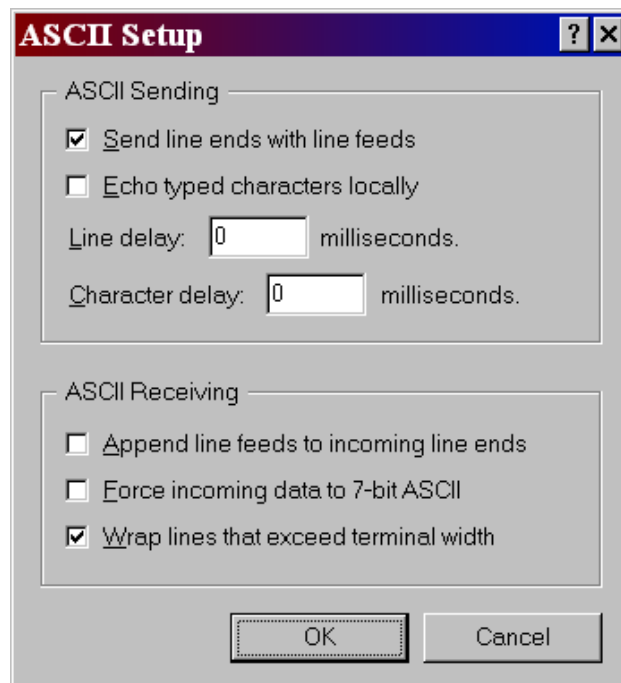 ASCII Setup
ASCII Sending
Send line ends with line feeds
Echo typed characters locally
Line delay: 0 milliseconds.
Character delay: 0 milliseconds.
ASCII Receiving
Append line feeds to incoming line ends
Force incoming data to 7-bit ASCII
Wrap lines that exceed terminal width
OK Cancel